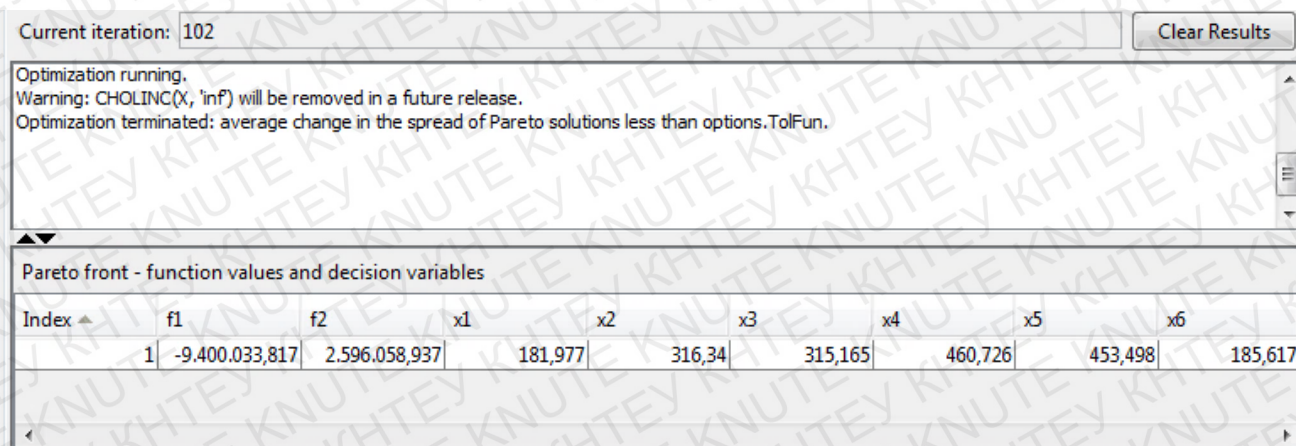 Current iteration: 102 Clear Results
Optimization running.
Warning: CHOLINC(X, 'inf') will be removed in a future release.
Optimization terminated: average change in the spread of Pareto solutions less than options.TolFun.
Pareto front - function values and decision variables
Index f1 f2 x1 x2 x3 x4 x5 x6
1 -9.400.033,817 2.596.058,937 181,977 316,34 315,165 460,726 453,498 185,617